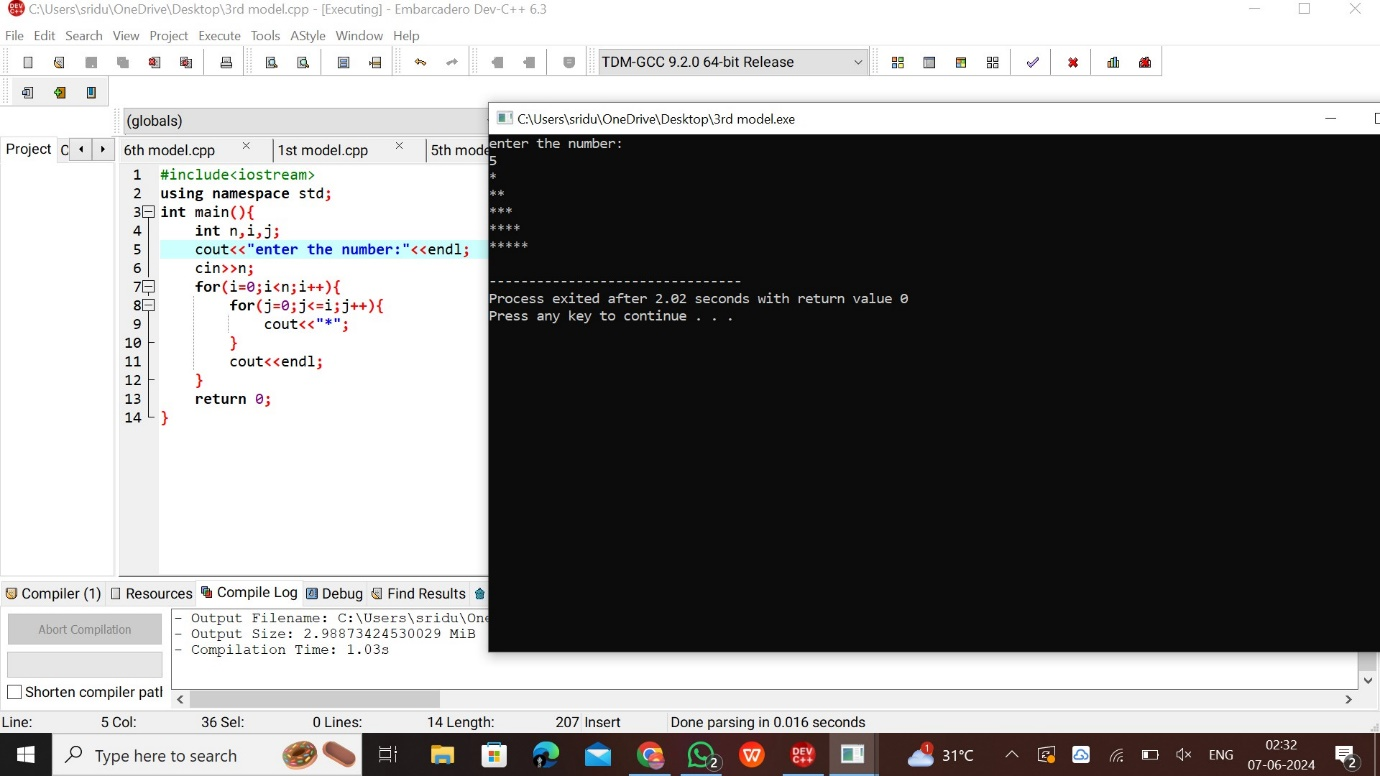 C:\Users\sridu\OneDrive\Desktop\3rd model.cpp - [Executing] - Embarcadero Dev-C++ 6.3
File Edit Search View Project Execute Tools AStyle Window Help
TDM-GCC 9.2.0 64-bit Release
(globals)
Project C
6th model.cpp 1st model.cpp 5th mode
1 #include<iostream>
2 using namespace std;
3 int main(){
4 int n,i,j;
5 cout<<"enter the number:"<<endl;
6 cin>>n;
7 for(i=0;i<n;i++){
8 for(j=0;j<=i;j++){
9 cout<<"*";
10 }
11 cout<<endl;
12 }
13 return 0;
14 }
C:\Users\sridu\OneDrive\Desktop\3rd model.exe
enter the number:
5
*
**
***
****
*****
--------------------------------
Process exited after 2.02 seconds with return value 0
Press any key to continue . . .
Compiler (1) Resources Compile Log Debug Find Results
Abort Compilation
Shorten compiler path
- Output Filename: C:\Users\sridu\One
- Output Size: 2.98873424530029 MiB
- Compilation Time: 1.03s
Line: 5 Col: 36 Sel: 0 Lines: 14 Length: 207 Insert Done parsing in 0.016 seconds
Type here to search
DEV C++
2
1
31°C
ENG
02:32
07-06-2024
2